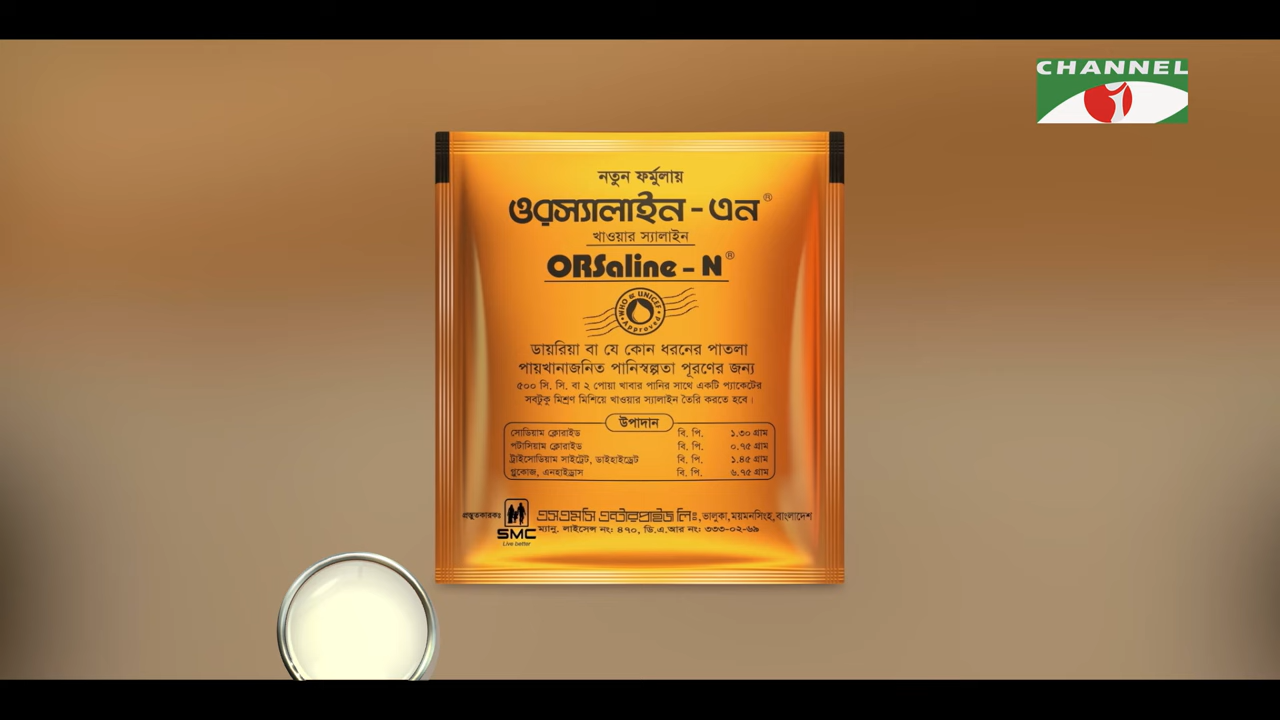 CHANNEL
নতুন ফর্মুলায়
ওরস্যালাইন - এন®
খাওয়ার স্যালাইন
ORSaline - N®
WHO & UNICEF
Approved
ডায়রিয়া বা যে কোন ধরনের পাতলা
পায়খানাজনিত পানিস্বল্পতা পূরণের জন্য
৫০০ সি. সি. বা ২ পোয়া খাবার পানির সাথে একটি প্যাকেটের
সবটুকু মিশ্রণ মিশিয়ে খাওয়ার স্যালাইন তৈরি করতে হবে।
উপাদান
সোডিয়াম ক্লোরাইড বি. পি. ১.৩০ গ্রাম
পটাসিয়াম ক্লোরাইড বি. পি. ০.৭৫ গ্রাম
ট্রাইসোডিয়াম সাইট্রেট, ডাইহাইড্রেট বি. পি. ১.৪৫ গ্রাম
গ্লুকোজ, এনহাইড্রাস বি. পি. ৬.৭৫ গ্রাম
প্রস্তুতকারকঃ SMC এসএমসি এন্টারপ্রাইজ লিঃ, ভালুকা, ময়মনসিংহ, বাংলাদেশ
ম্যানু. লাইসেন্স নং: ৪৭০, ডি.এ.আর নং: ৩৩৩-০২-৬৯
Live better